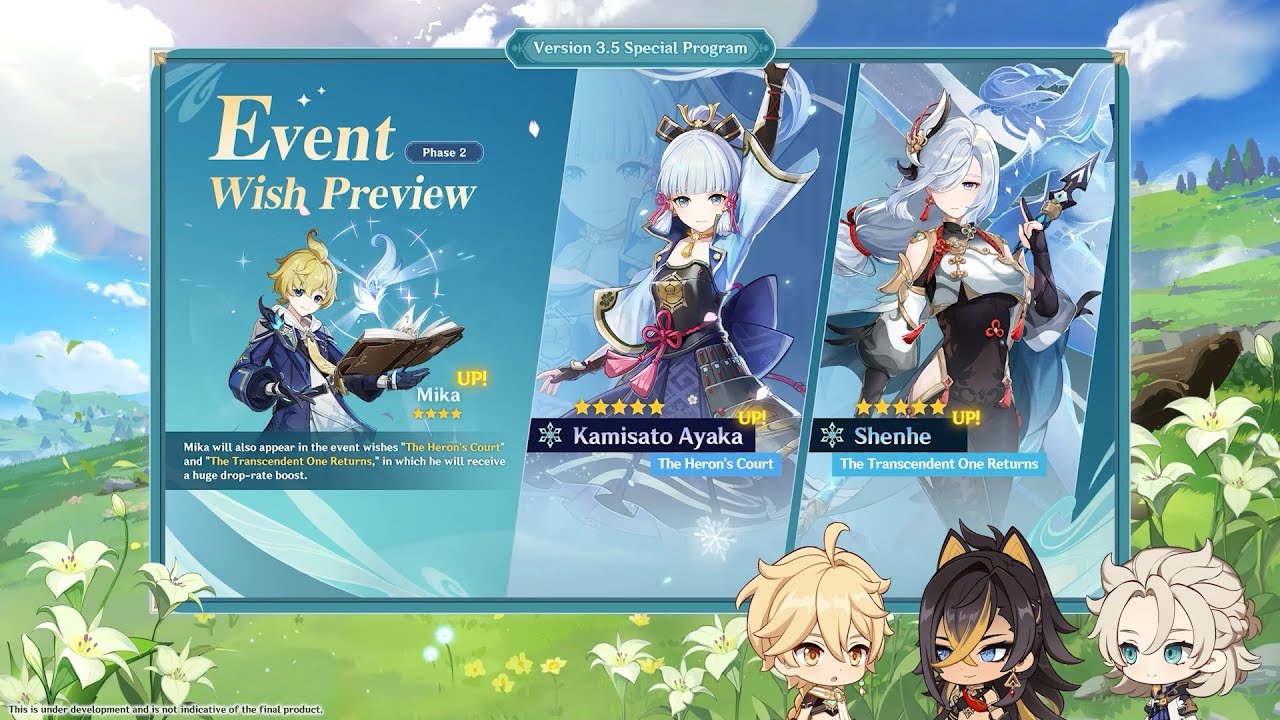 Version 3.5 Special Program
Event
Phase 2
Wish Preview
UP!
Mika
Mika will also appear in the event wishes "The Heron's Court"
and "The Transcendent One Returns," in which he will receive
a huge drop-rate boost.
UP!
Kamisato Ayaka
The Heron's Court
UP!
Shenhe
The Transcendent One Returns
This is under development and is not indicative of the final product.